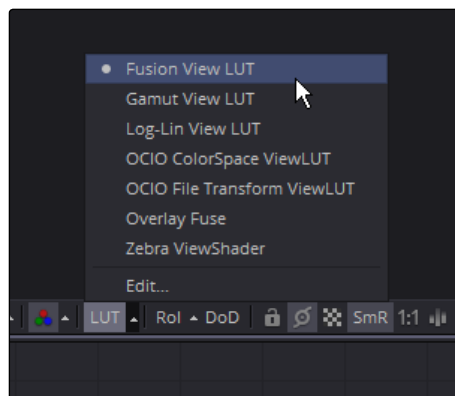 Fusion View LUT
Gamut View LUT
Log-Lin View LUT
OCIO ColorSpace ViewLUT
OCIO File Transform ViewLUT
Overlay Fuse
Zebra ViewShader
Edit...
LUT RoI DoD SmR 1:1